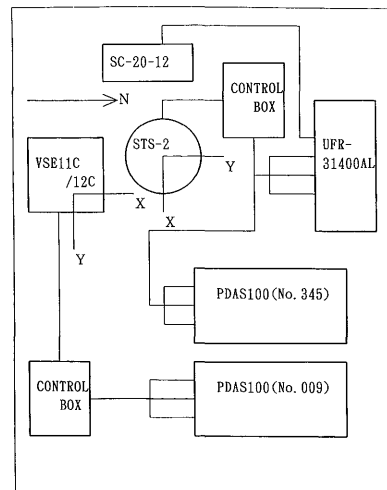 SC-20-12
CONTROL
BOX
N
UFR-
31400AL
STS-2
VSE11C
/12C
Y
X
X
Y
PDAS100(No.345)
CONTROL
BOX
PDAS100(No.009)